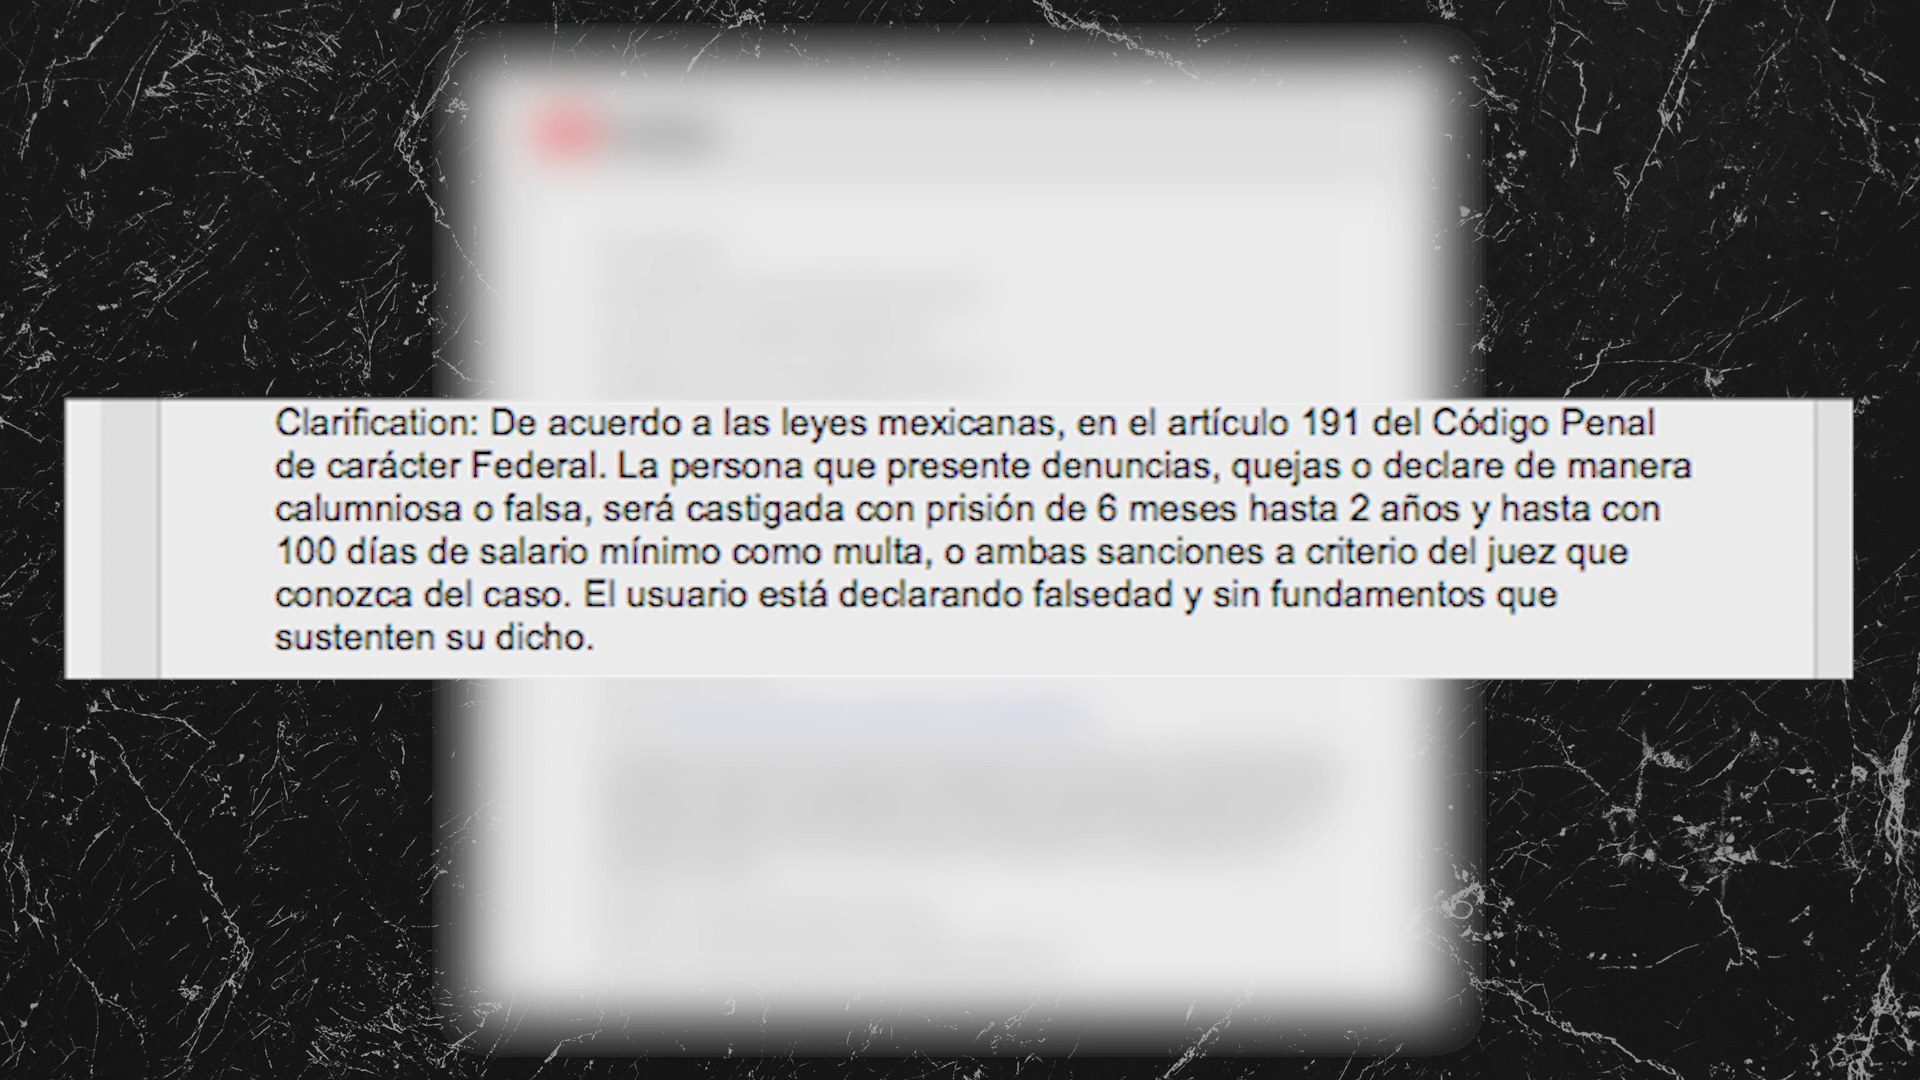 Clarification: De acuerdo a las leyes mexicanas, en el artículo 191 del Código Penal
de carácter Federal. La persona que presente denuncias, quejas o declare de manera
calumniosa o falsa, será castigada con prisión de 6 meses hasta 2 años y hasta con
100 días de salario mínimo como multa, o ambas sanciones a criterio del juez que
conozca del caso. El usuario está declarando falsedad y sin fundamentos que
sustenten su dicho.